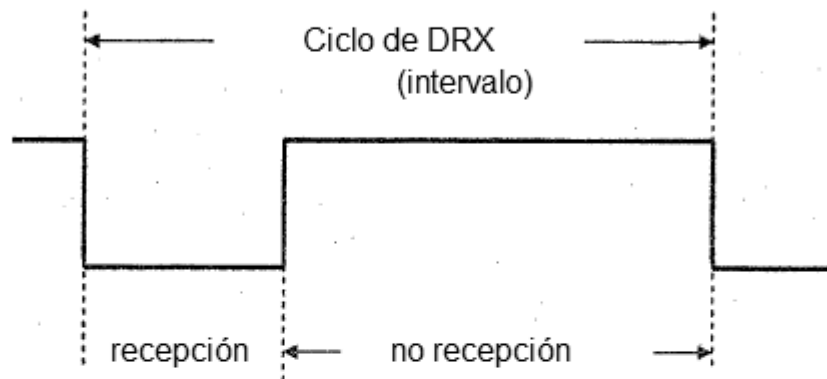 Ciclo de DRX
(intervalo)
recepción
no recepción